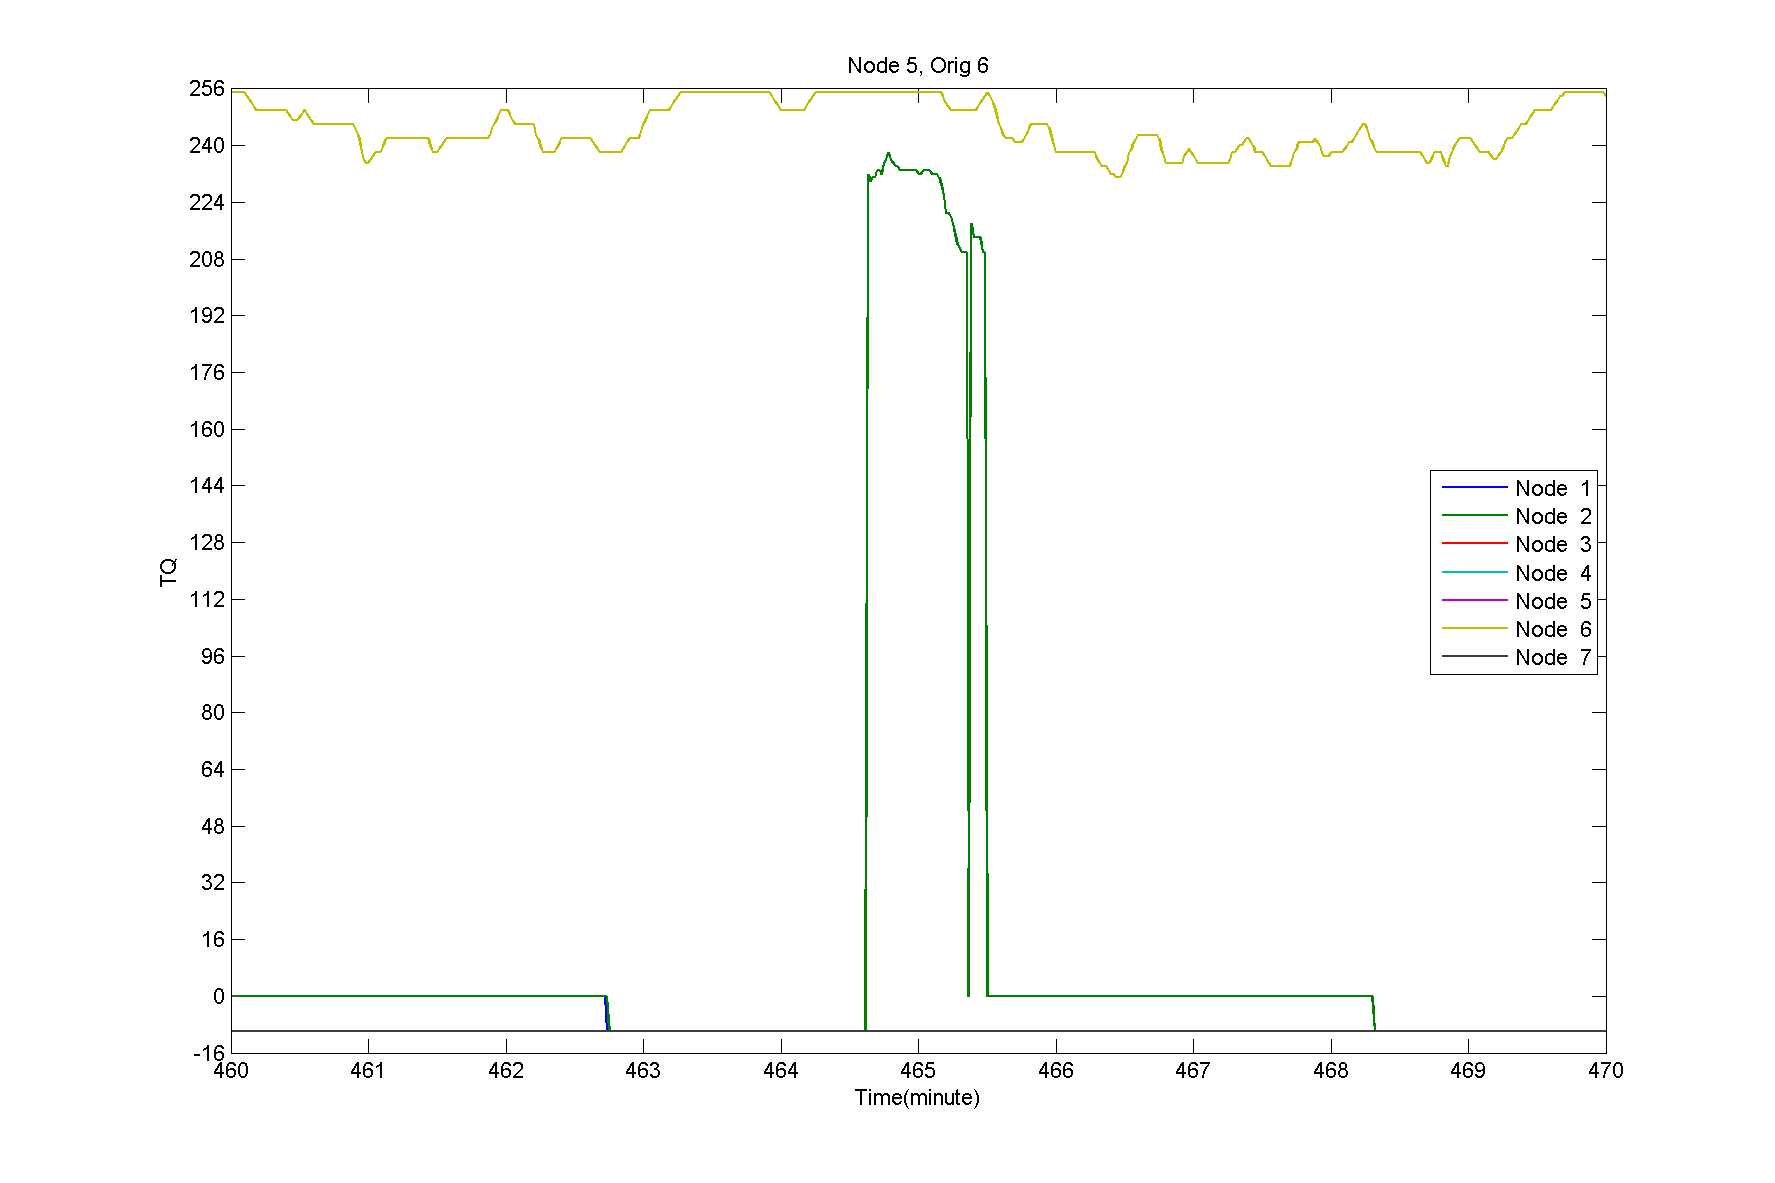 Node 5, Orig 6
256
240
224
208
192
176
160
144
128
112
96
80
64
48
32
16
0
-16
TQ
Node 1
Node 2
Node 3
Node 4
Node 5
Node 6
Node 7
460 461 462 463 464 465 466 467 468 469 470
Time(minute)